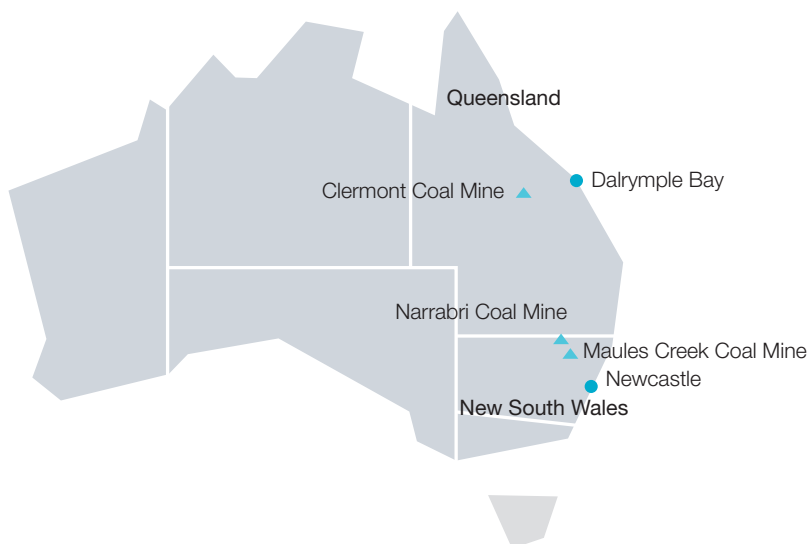 Queensland
Dalrymple Bay
Clermont Coal Mine
Narrabri Coal Mine
Maules Creek Coal Mine
Newcastle
New South Wales